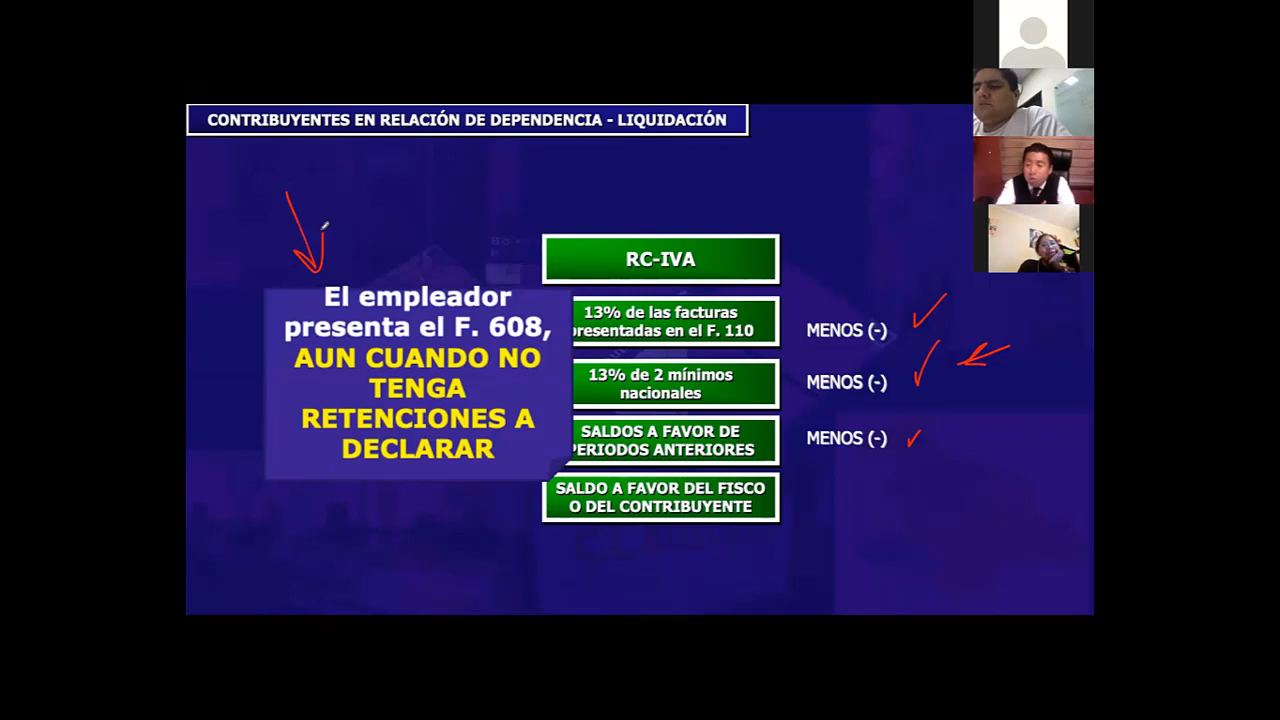 CONTRIBUYENTES EN RELACIÓN DE DEPENDENCIA - LIQUIDACIÓN
El empleador
presenta el F. 608,
AUN CUANDO NO
TENGA
RETENCIONES A
DECLARAR
RC-IVA
13% de las facturas
presentadas en el F. 110
MENOS (-)
13% de 2 mínimos
nacionales
MENOS (-)
SALDOS A FAVOR DE
PERIODOS ANTERIORES
MENOS (-)
SALDO A FAVOR DEL FISCO
O DEL CONTRIBUYENTE